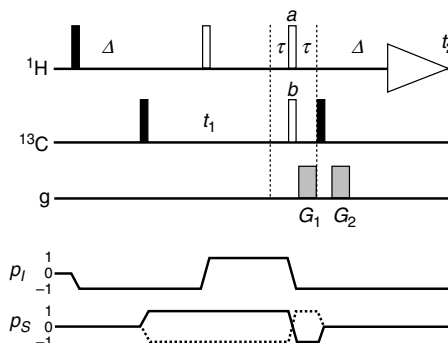 a
¹H Δ τ τ Δ t₂
b
¹³C t₁
g
G₁ G₂
p_I 1 0 −1
p_S 1 0 −1